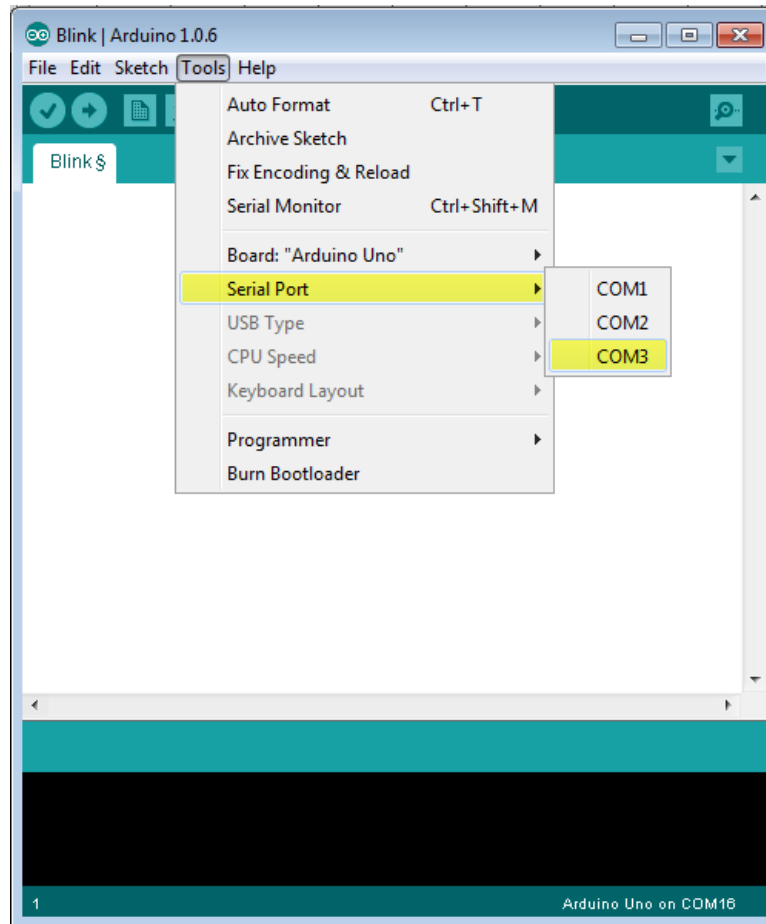 Blink | Arduino 1.0.6
File Edit Sketch Tools Help
Auto Format Ctrl+T
Archive Sketch
Blink §
Fix Encoding & Reload
Serial Monitor Ctrl+Shift+M
Board: "Arduino Uno"
Serial Port
COM1
USB Type
COM2
CPU Speed
COM3
Keyboard Layout
Programmer
Burn Bootloader
1 Arduino Uno on COM16